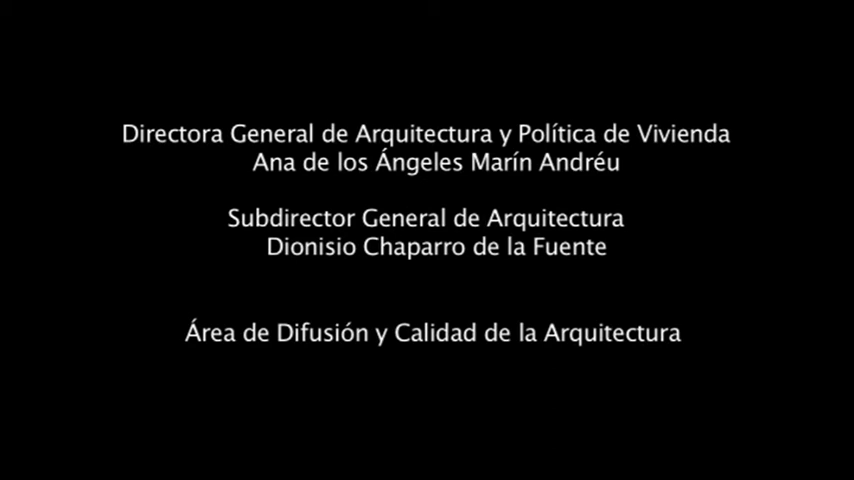 Directora General de Arquitectura y Política de Vivienda
Ana de los Ángeles Marín Andréu
Subdirector General de Arquitectura
Dionisio Chaparro de la Fuente
Área de Difusión y Calidad de la Arquitectura